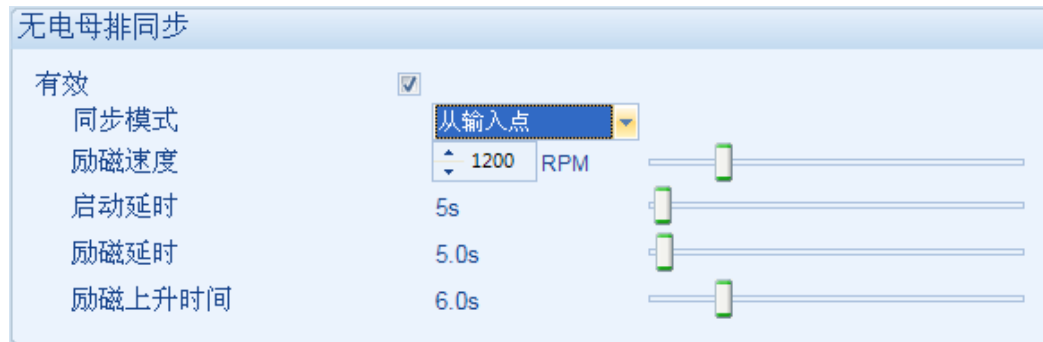 无电母排同步
有效
同步模式 从输入点
励磁速度 1200 RPM
启动延时 5s
励磁延时 5.0s
励磁上升时间 6.0s